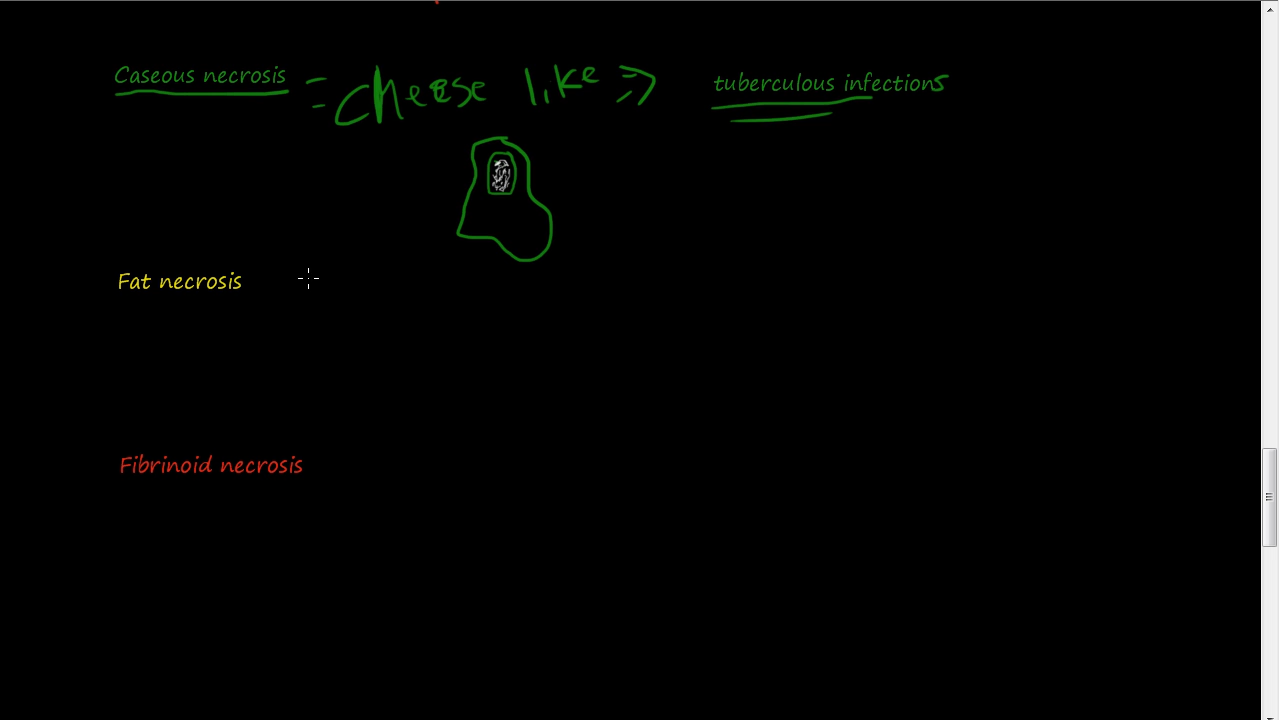 Caseous necrosis = cheese like => tuberculous infections
Fat necrosis
Fibrinoid necrosis